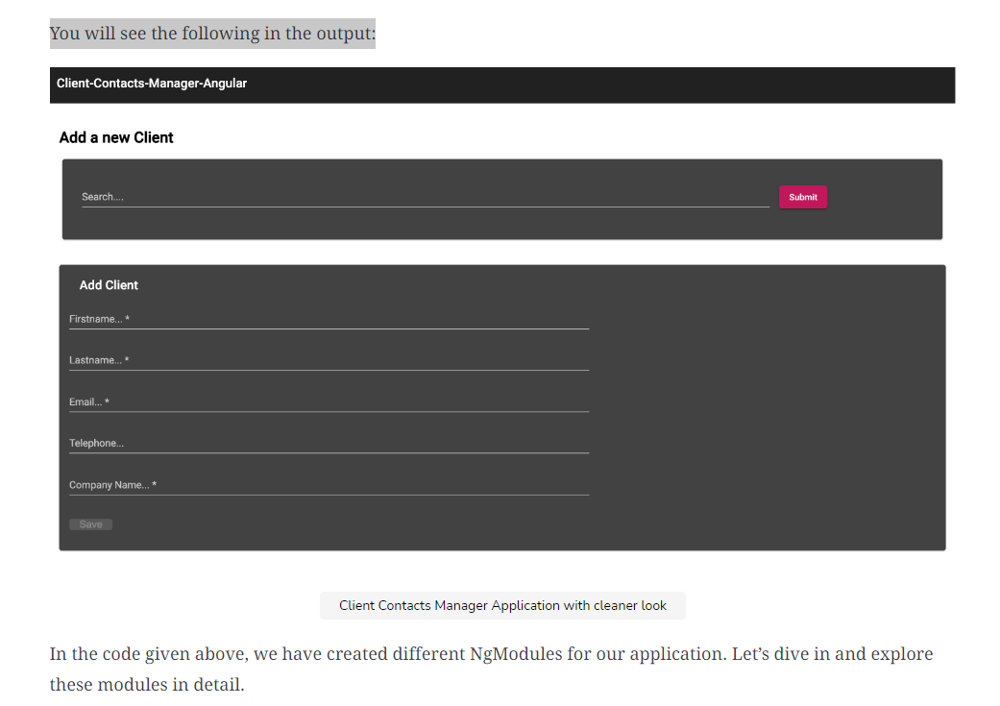 You will see the following in the output:
Client-Contacts-Manager-Angular
Add a new Client
Search....
Submit
Add Client
Firstname... *
Lastname... *
Email... *
Telephone...
Company Name... *
Save
Client Contacts Manager Application with cleaner look
In the code given above, we have created different NgModules for our application. Let’s dive in and explore
these modules in detail.